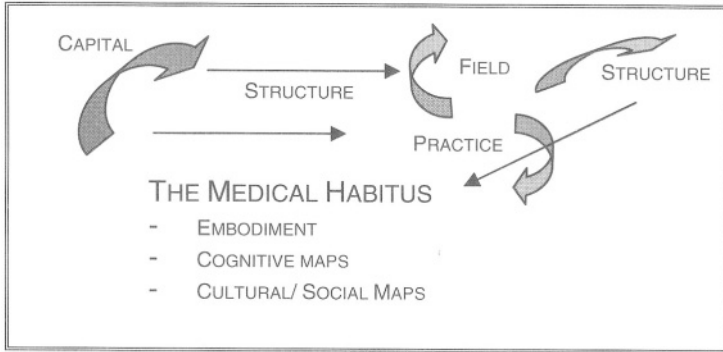 CAPITAL
FIELD
STRUCTURE
STRUCTURE
PRACTICE
THE MEDICAL HABITUS
- EMBODIMENT
- COGNITIVE MAPS
- CULTURAL/ SOCIAL MAPS